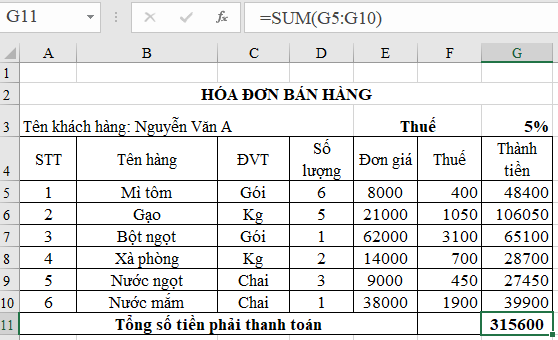 G11 =SUM(G5:G10)
A B C D E F G
1
2 HÓA ĐƠN BÁN HÀNG
3 Tên khách hàng: Nguyễn Văn A Thuế 5%
4 STT Tên hàng ĐVT Số lượng Đơn giá Thuế Thành tiền
5 1 Mì tôm Gói 6 8000 400 48400
6 2 Gạo Kg 5 21000 1050 106050
7 3 Bột ngọt Gói 1 62000 3100 65100
8 4 Xà phòng Kg 2 14000 700 28700
9 5 Nước ngọt Chai 3 9000 450 27450
10 6 Nước mắm Chai 1 38000 1900 39900
11 Tổng số tiền phải thanh toán 315600